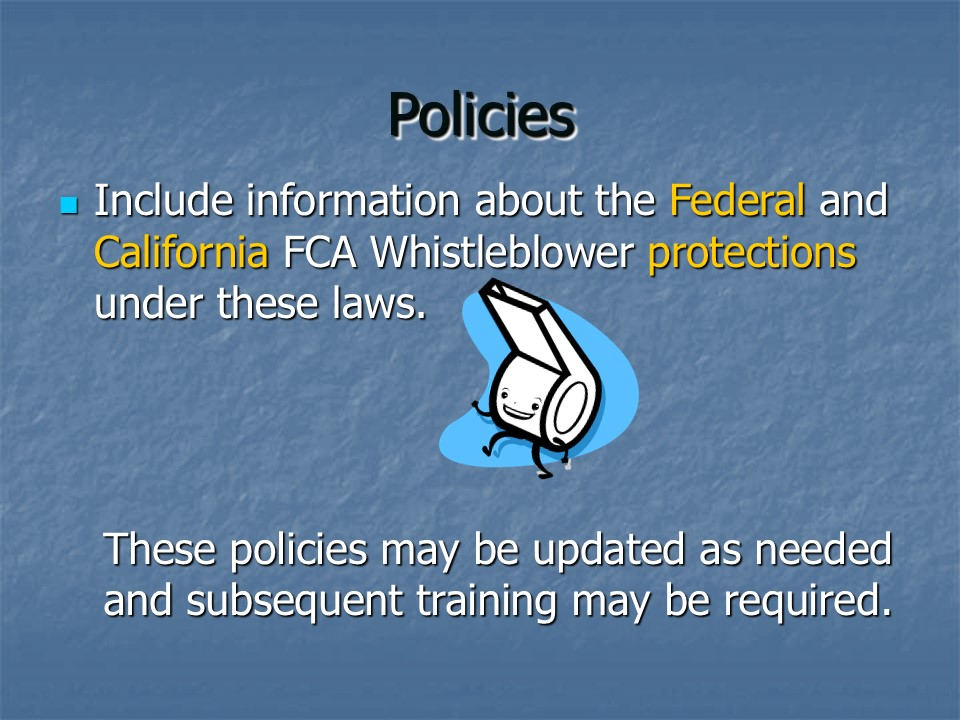 Policies
Include information about the Federal and
California FCA Whistleblower protections
under these laws.
These policies may be updated as needed
and subsequent training may be required.